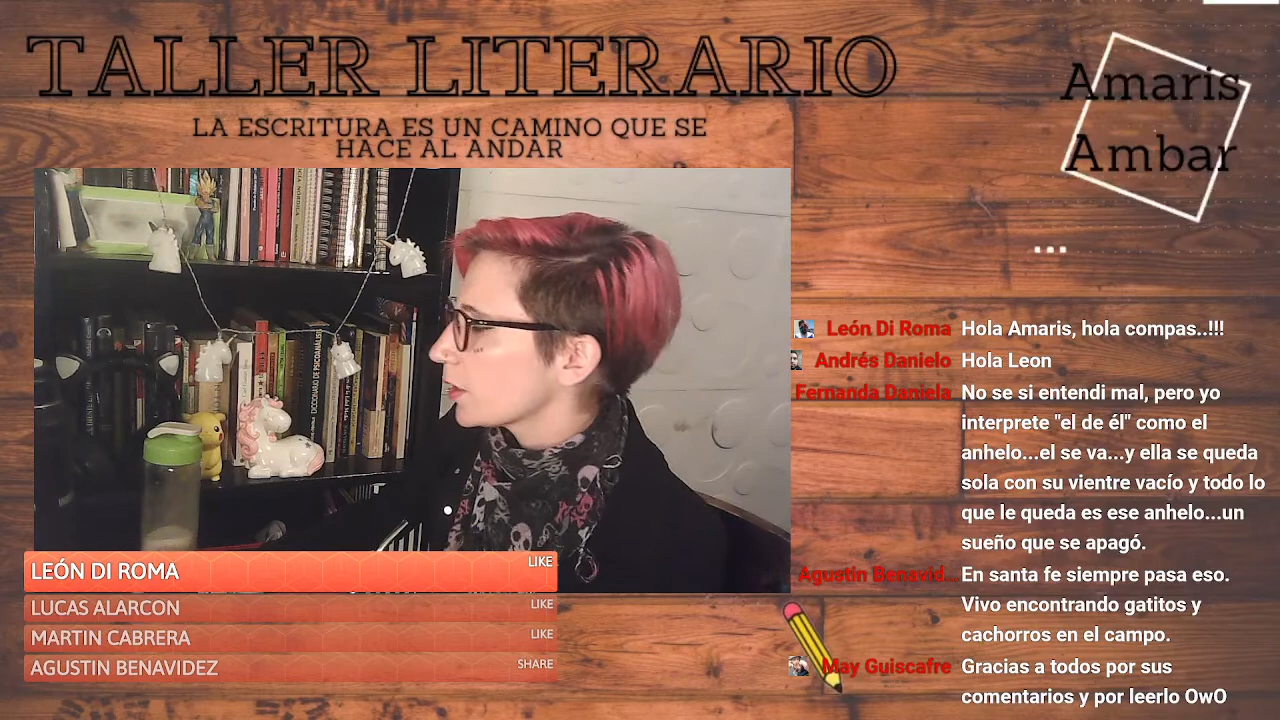 TALLER LITERARIO
LA ESCRITURA ES UN CAMINO QUE SE
HACE AL ANDAR
Amaris
Ambar
...
León Di Roma Hola Amaris, hola compas..!!!
Andrés Danielo Hola Leon
Fernanda Daniela No se si entendi mal, pero yo
interprete "el de él" como el
anhelo...el se va...y ella se queda
sola con su vientre vacío y todo lo
que le queda es ese anhelo...un
sueño que se apagó.
Agustin Benavid... En santa fe siempre pasa eso.
Vivo encontrando gatitos y
cachorros en el campo.
May Guiscafre Gracias a todos por sus
comentarios y por leerlo OwO
LEÓN DI ROMA LIKE
LUCAS ALARCON LIKE
MARTIN CABRERA LIKE
AGUSTIN BENAVIDEZ SHARE
DICCIONARIO DE PSICOANÁLISIS